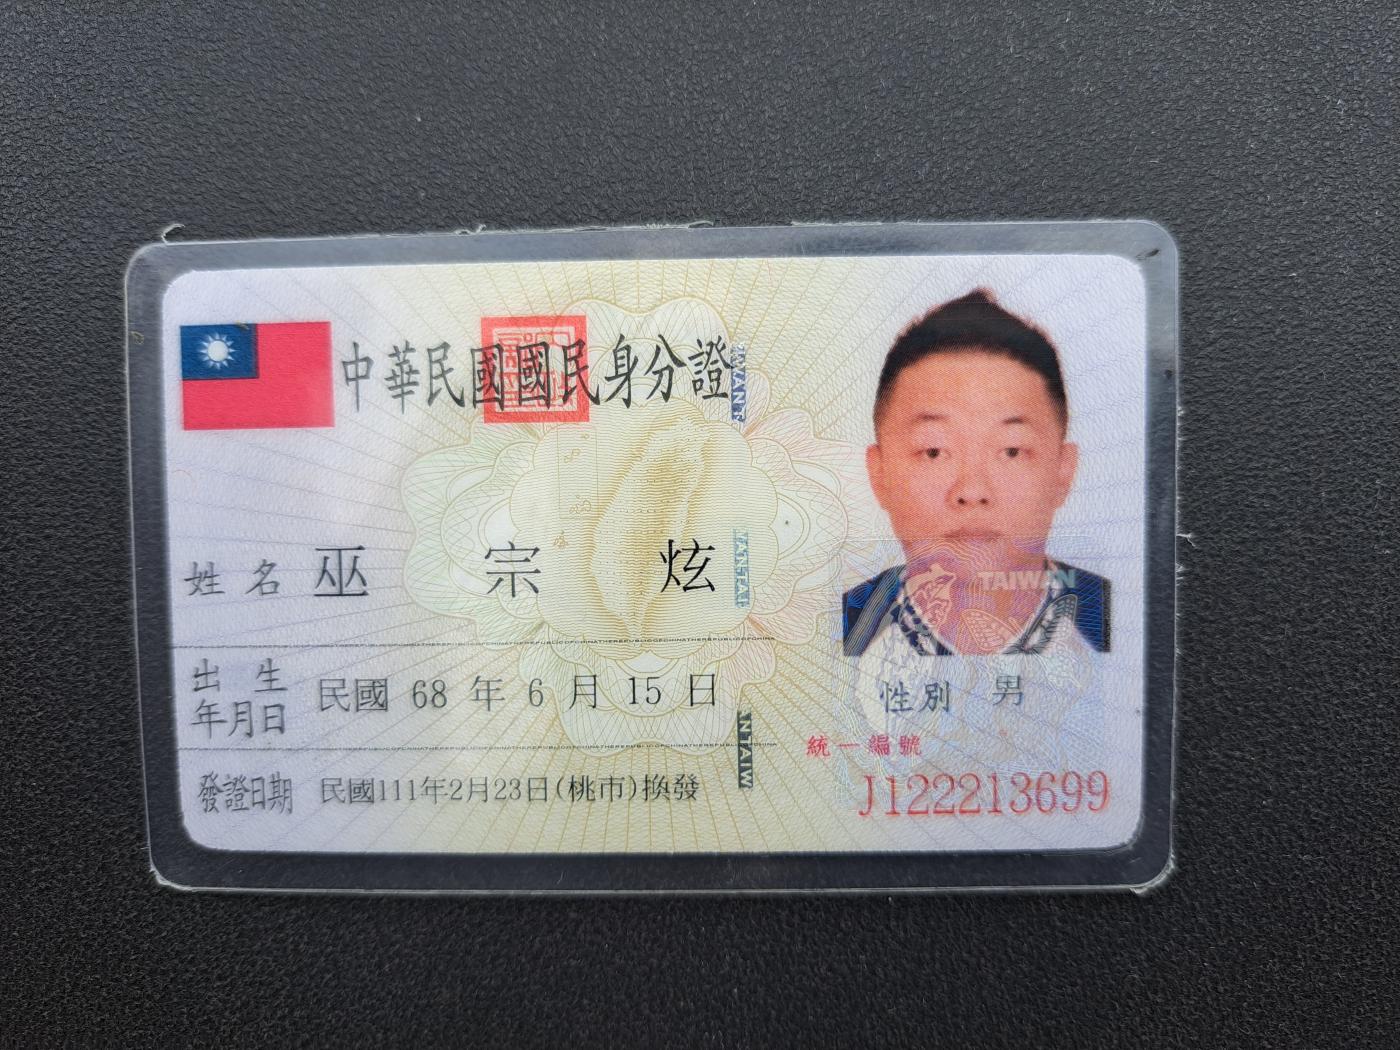 中華民國國民身分證
姓名 巫宗炫
出生年月日 民國 68 年 6 月 15 日
性別 男
發證日期 民國111年2月23日(桃市)換發
統一編號
J122213699
TAIWAN